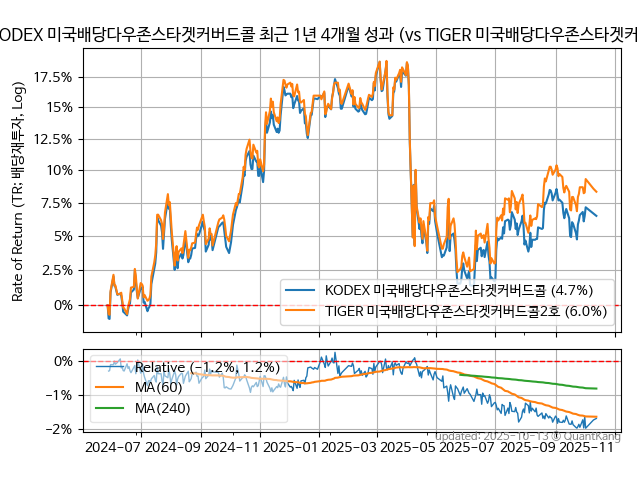 ODEX 미국배당다우존스타겟커버드콜 최근 1년 4개월 성과 (vs TIGER 미국배당다우존스타겟커
Rate of Return (TR: 배당재투자, Log)
17.5%
15%
12.5%
10%
7.5%
5%
2.5%
0%
KODEX 미국배당다우존스타겟커버드콜 (4.7%)
TIGER 미국배당다우존스타겟커버드콜2호 (6.0%)
0%
-1%
-2%
Relative (−1.2%, 1.2%)
MA(60)
MA(240)
2024-07 2024-09 2024-11 2025-01 2025-03 2025-05 2025-07 2025-09 2025-11
updated: 2025-10-13 © QuantKang